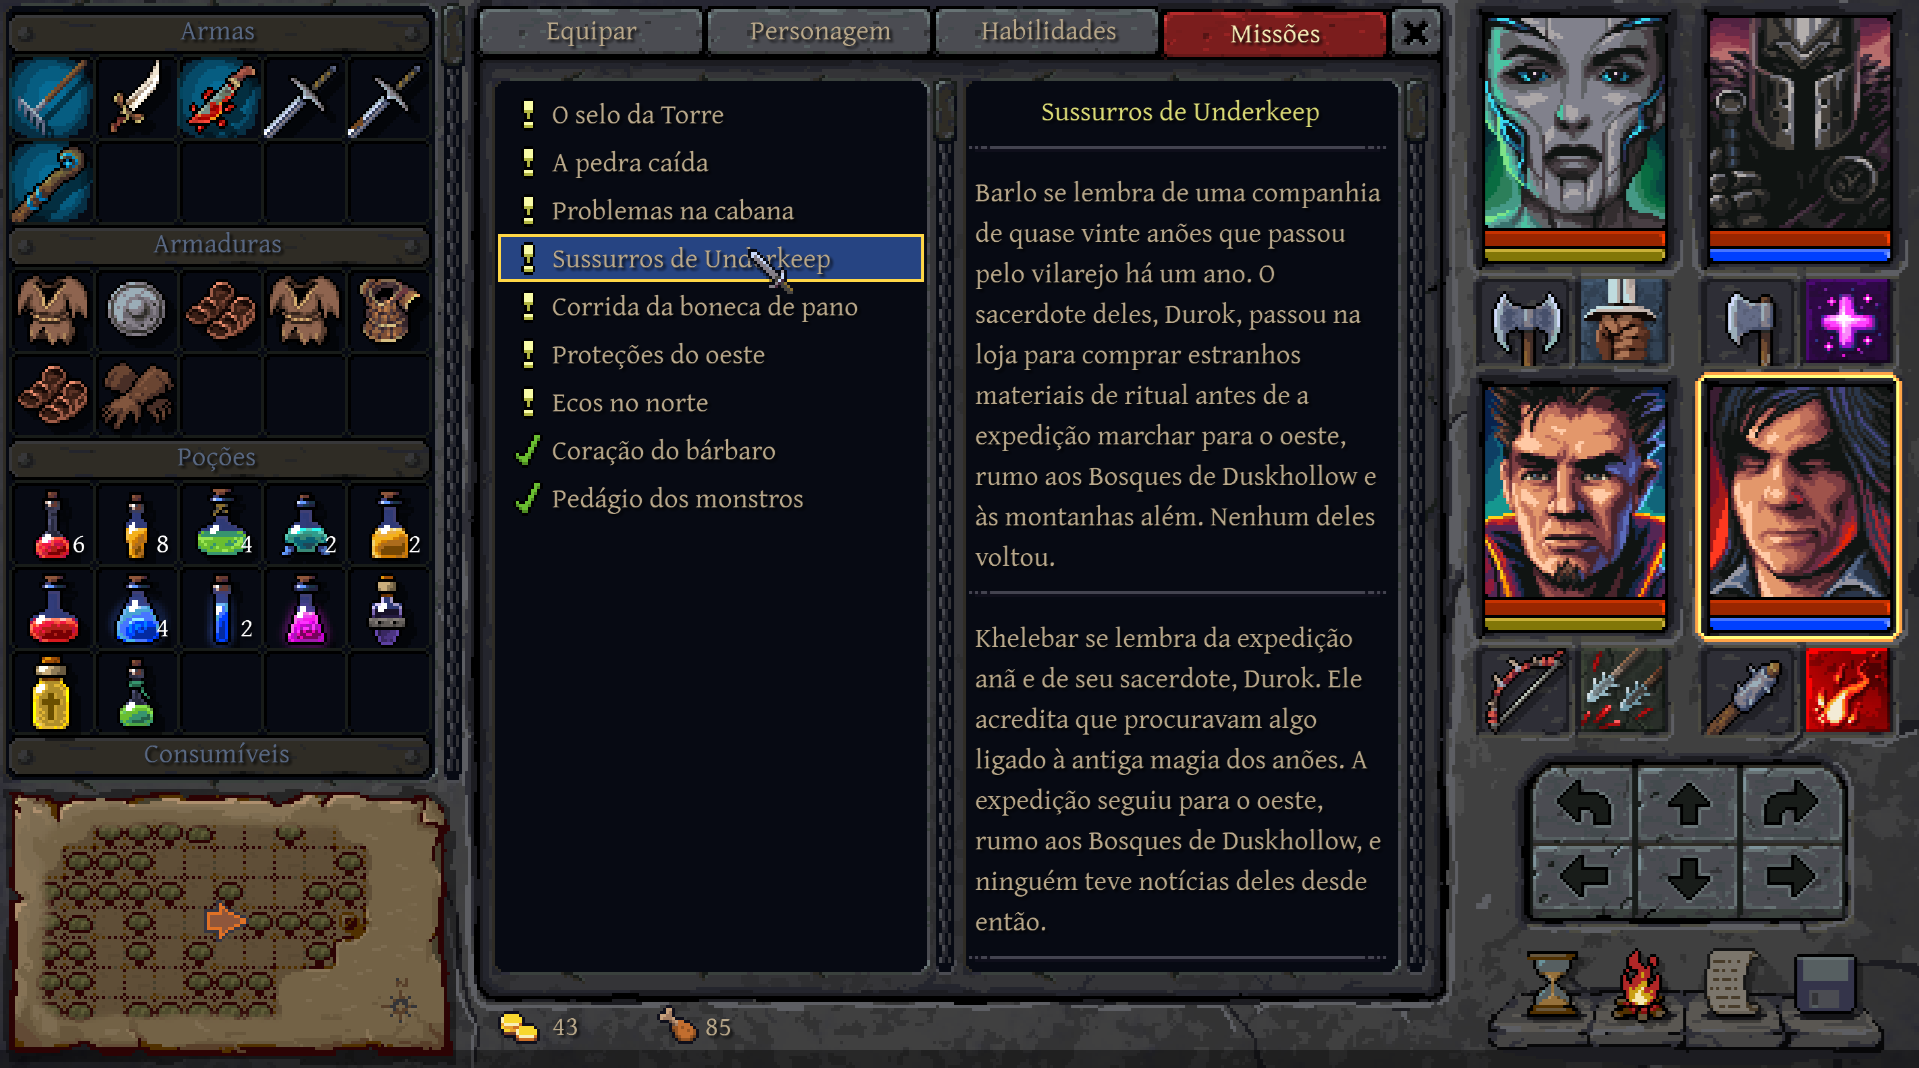 Armas
Equipar
Personagem
Habilidades
Missões
Armaduras
Poções
6
8
4
2
2
4
2
Consumíveis
O selo da Torre
A pedra caída
Problemas na cabana
Sussurros de Underkeep
Corrida da boneca de pano
Proteções do oeste
Ecos no norte
Coração do bárbaro
Pedágio dos monstros
Sussurros de Underkeep
Barlo se lembra de uma companhia
de quase vinte anões que passou
pelo vilarejo há um ano. O
sacerdote deles, Durok, passou na
loja para comprar estranhos
materiais de ritual antes de a
expedição marchar para o oeste,
rumo aos Bosques de Duskhollow e
às montanhas além. Nenhum deles
voltou.
Khelebar se lembra da expedição
anã e de seu sacerdote, Durok. Ele
acredita que procuravam algo
ligado à antiga magia dos anões. A
expedição seguiu para o oeste,
rumo aos Bosques de Duskhollow, e
ninguém teve notícias deles desde
então.
43
85
N